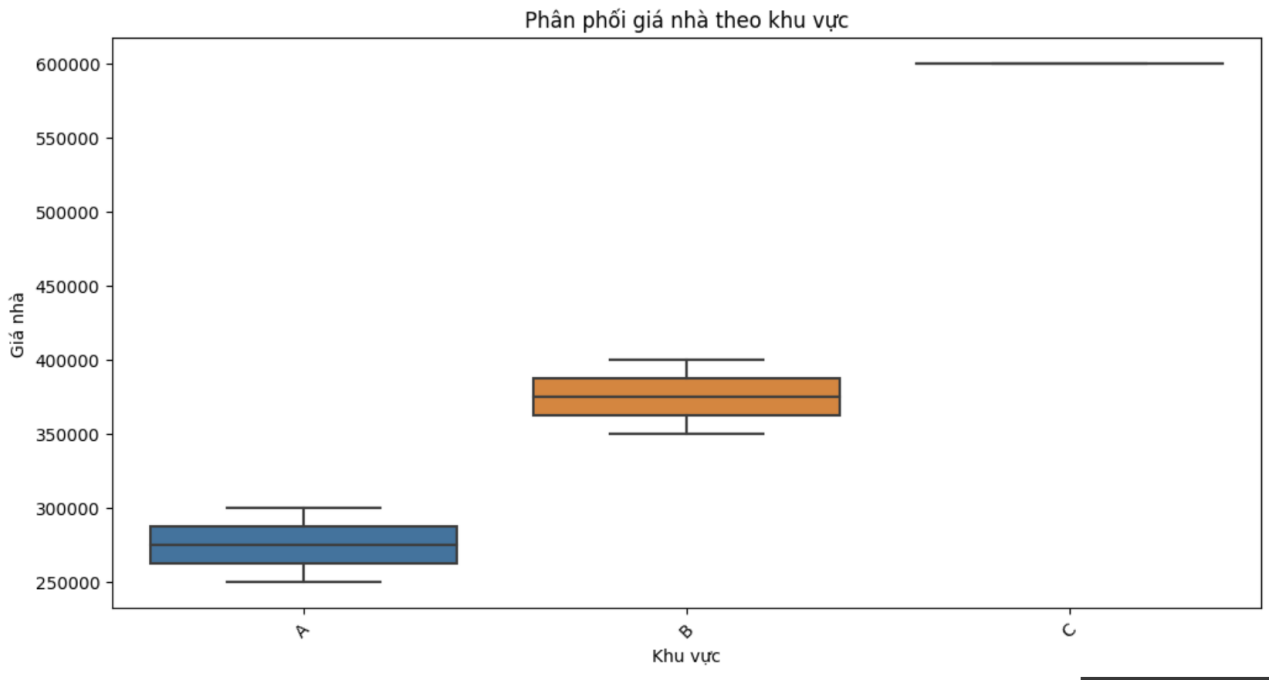 Phân phối giá nhà theo khu vực
600000
550000
500000
450000
400000
350000
300000
250000
Giá nhà
A
B
C
Khu vực